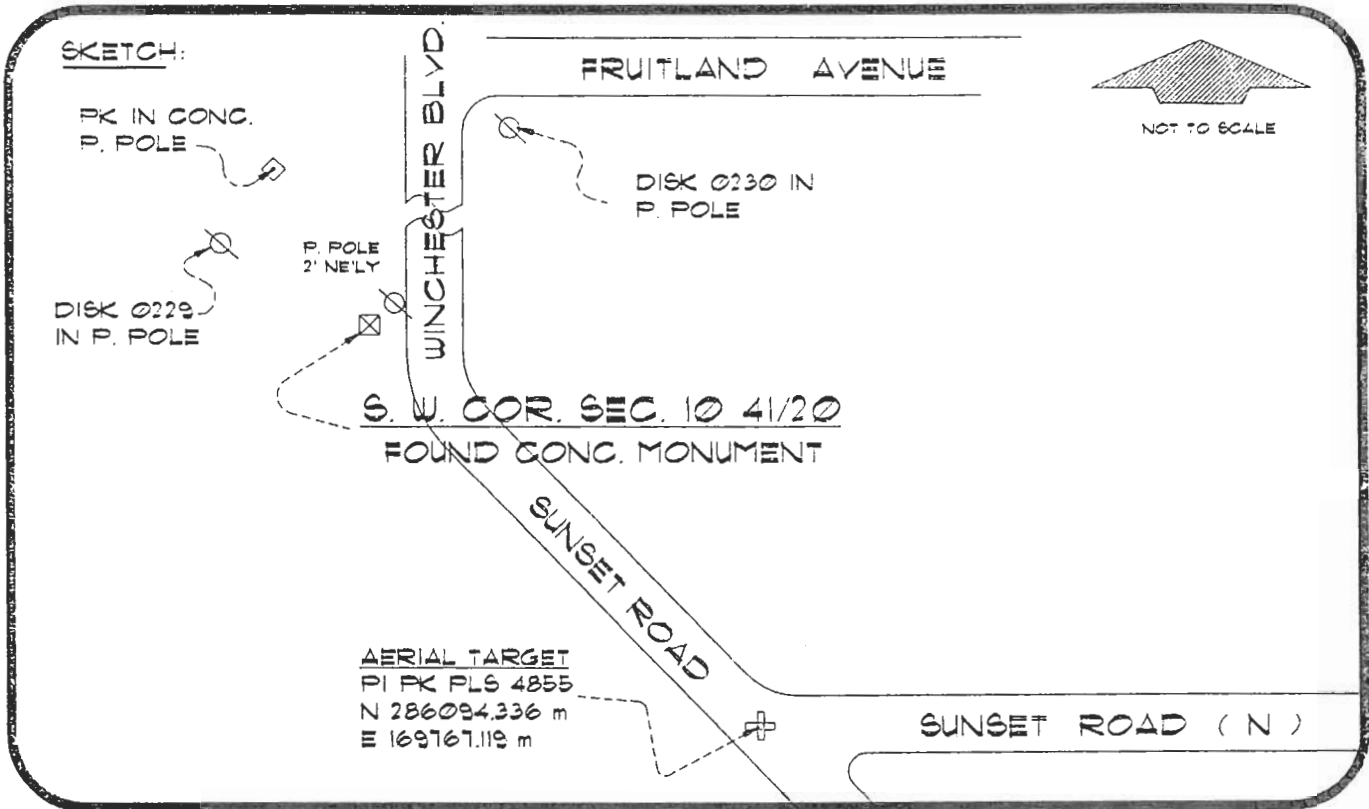 SKETCH:
WINCHESTER BLVD.
FRUITLAND AVENUE
NOT TO SCALE
PK IN CONC.
P. POLE
DISK 0230 IN
P. POLE
P. POLE
2' NE'LY
DISK 0229
IN P. POLE
S. W. COR. SEC. 10 41/20
FOUND CONC. MONUMENT
SUNSET ROAD
AERIAL TARGET
PI PK PLS 4855
N 286094.336 m
E 169767.119 m
SUNSET ROAD ( N )